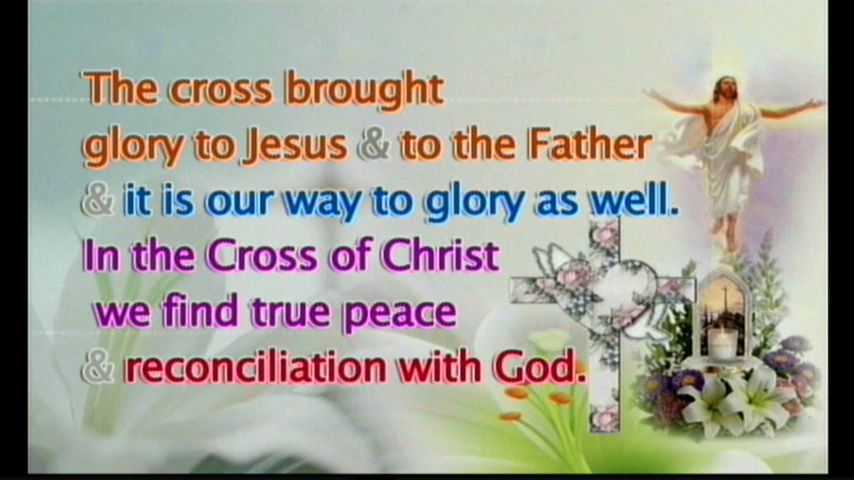 The cross brought
glory to Jesus & to the Father
& it is our way to glory as well.
In the Cross of Christ
we find true peace
& reconciliation with God.